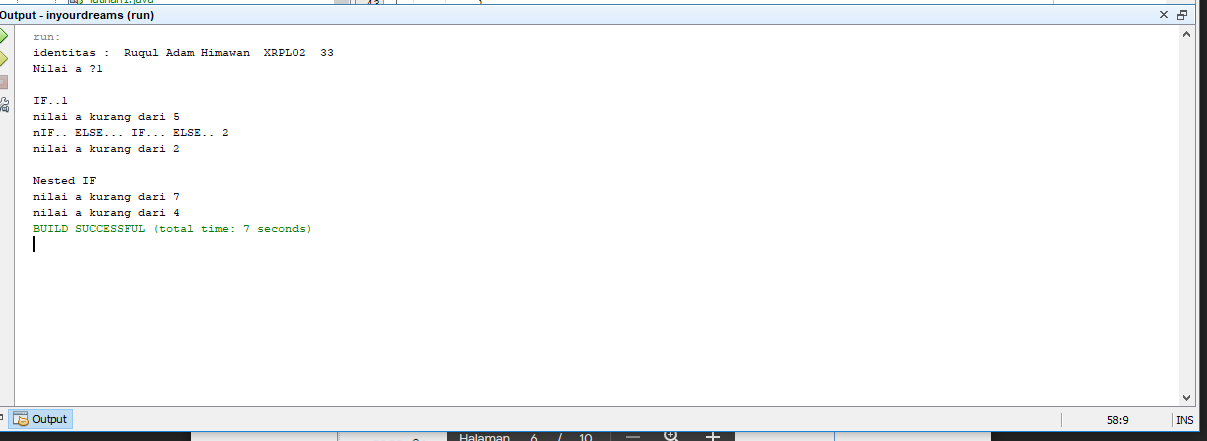 Output - inyourdreams (run)
run:
identitas :  Ruqul Adam Himawan  XRPL02  33
Nilai a ?1
IF..1
nilai a kurang dari 5
nIF.. ELSE... IF... ELSE.. 2
nilai a kurang dari 2
Nested IF
nilai a kurang dari 7
nilai a kurang dari 4
BUILD SUCCESSFUL (total time: 7 seconds)
Output
58:9
INS
Halaman 6 / 10